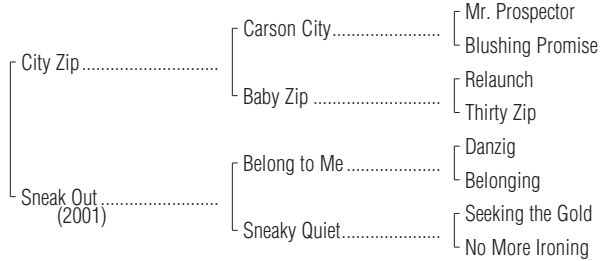 Mr. Prospector
Carson City
Blushing Promise
City Zip
Relaunch
Baby Zip
Thirty Zip
Danzig
Belong to Me
Belonging
Sneak Out
(2001)
Seeking the Gold
Sneaky Quiet
No More Ironing